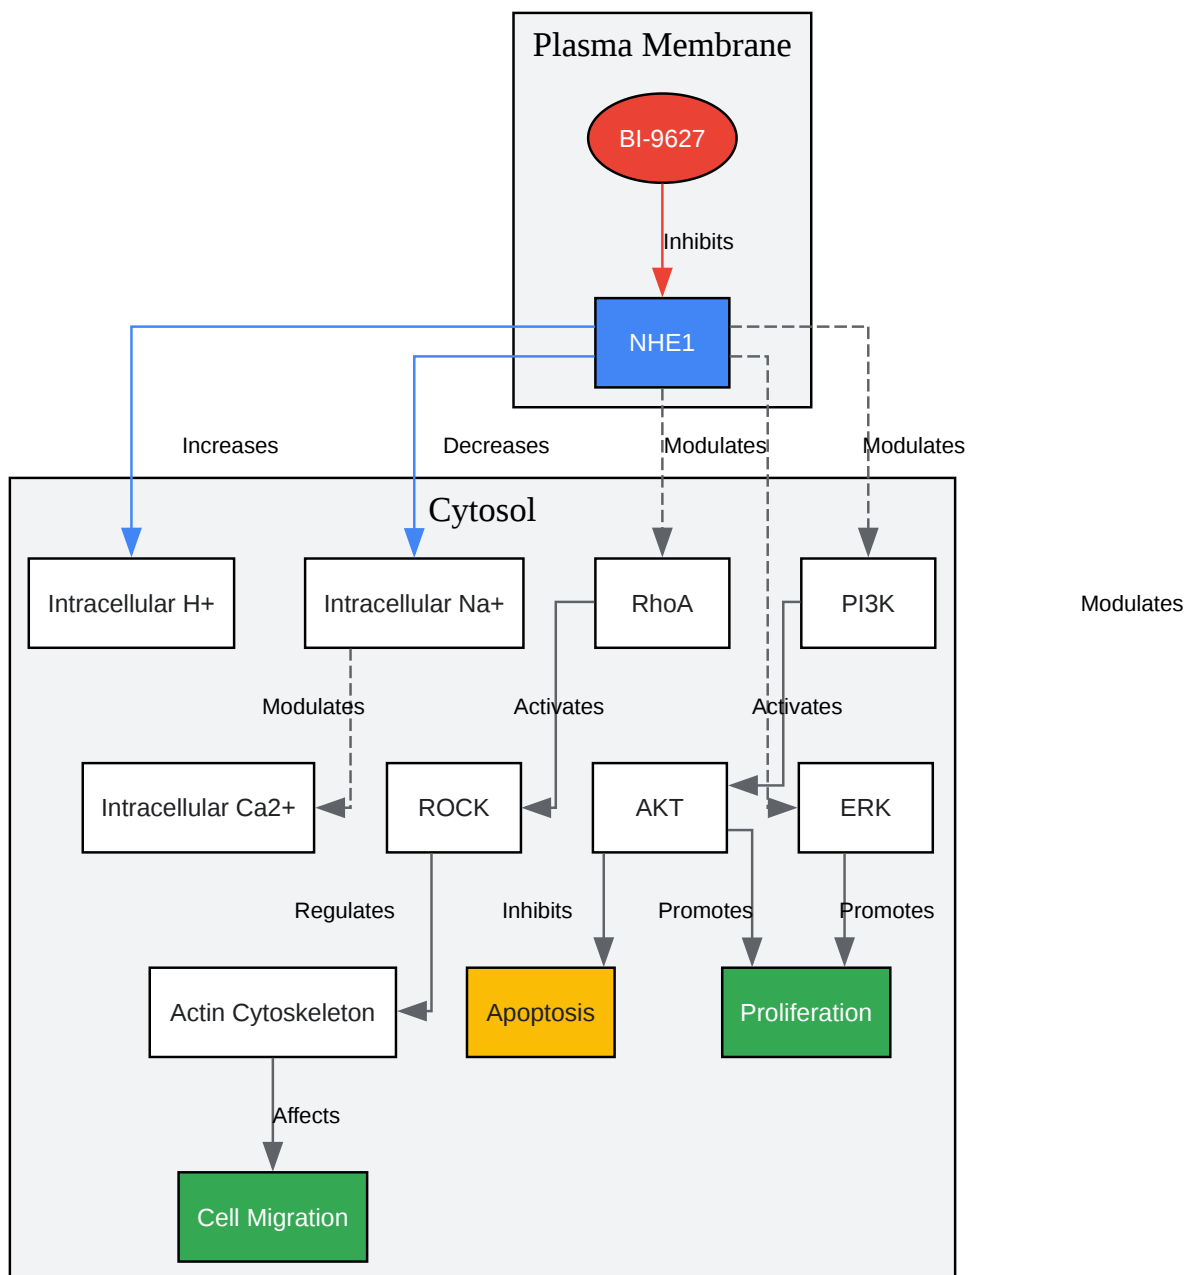 Plasma Membrane
BI-9627
Inhibits
NHE1
Increases
Decreases
Modulates
Modulates
Cytosol
Intracellular H+
Intracellular Na+
RhoA
PI3K
Modulates
Modulates
Activates
Activates
Intracellular Ca2+
ROCK
AKT
ERK
Regulates
Inhibits
Promotes
Promotes
Actin Cytoskeleton
Apoptosis
Proliferation
Affects
Cell Migration